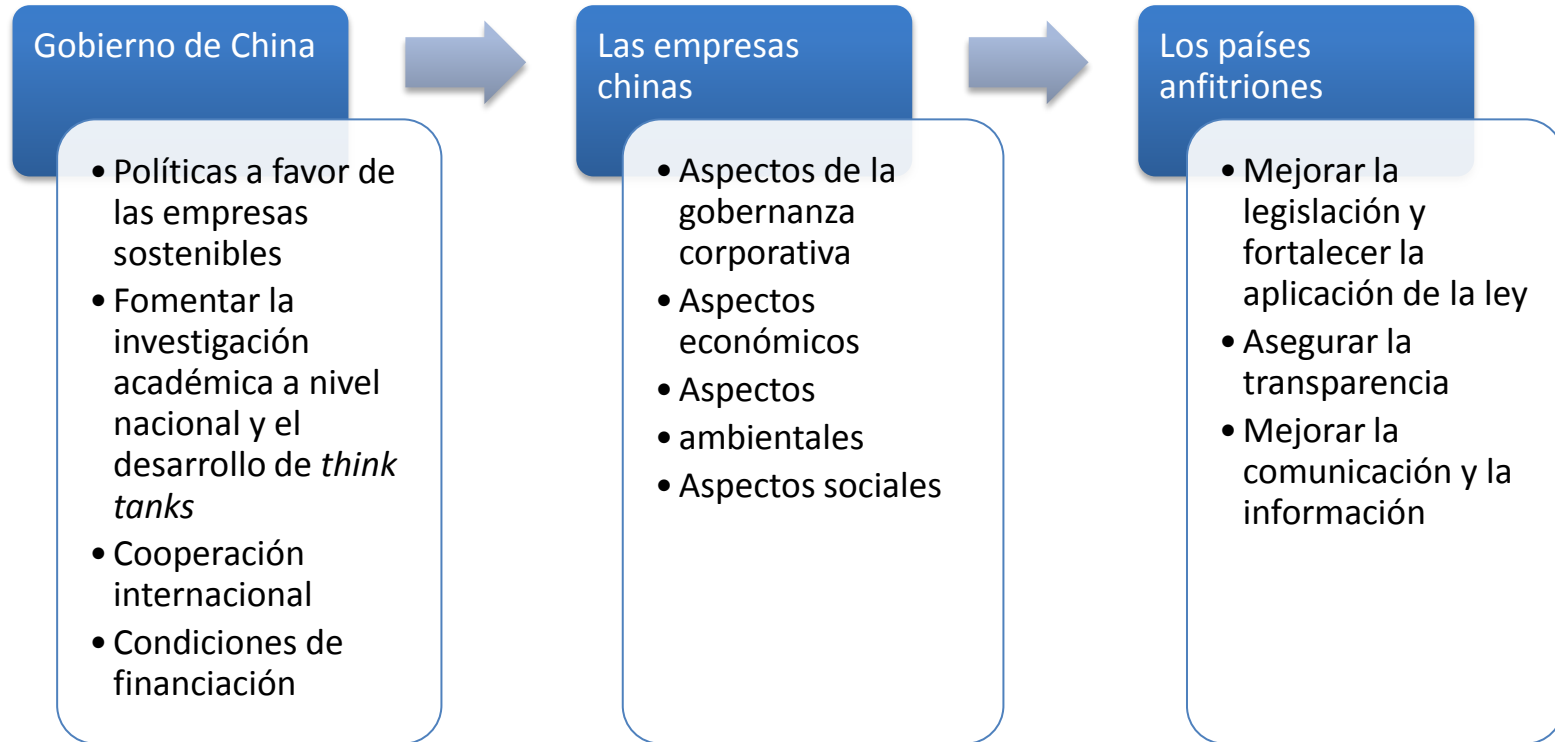 Gobierno de China
• Políticas a favor de
las empresas
sostenibles
• Fomentar la
investigación
académica a nivel
nacional y el
desarrollo de think
tanks
• Cooperación
internacional
• Condiciones de
financiación
Las empresas
chinas
• Aspectos de la
gobernanza
corporativa
• Aspectos
económicos
• Aspectos
• ambientales
• Aspectos sociales
Los países
anfitriones
• Mejorar la
legislación y
fortalecer la
aplicación de la ley
• Asegurar la
transparencia
• Mejorar la
comunicación y la
información